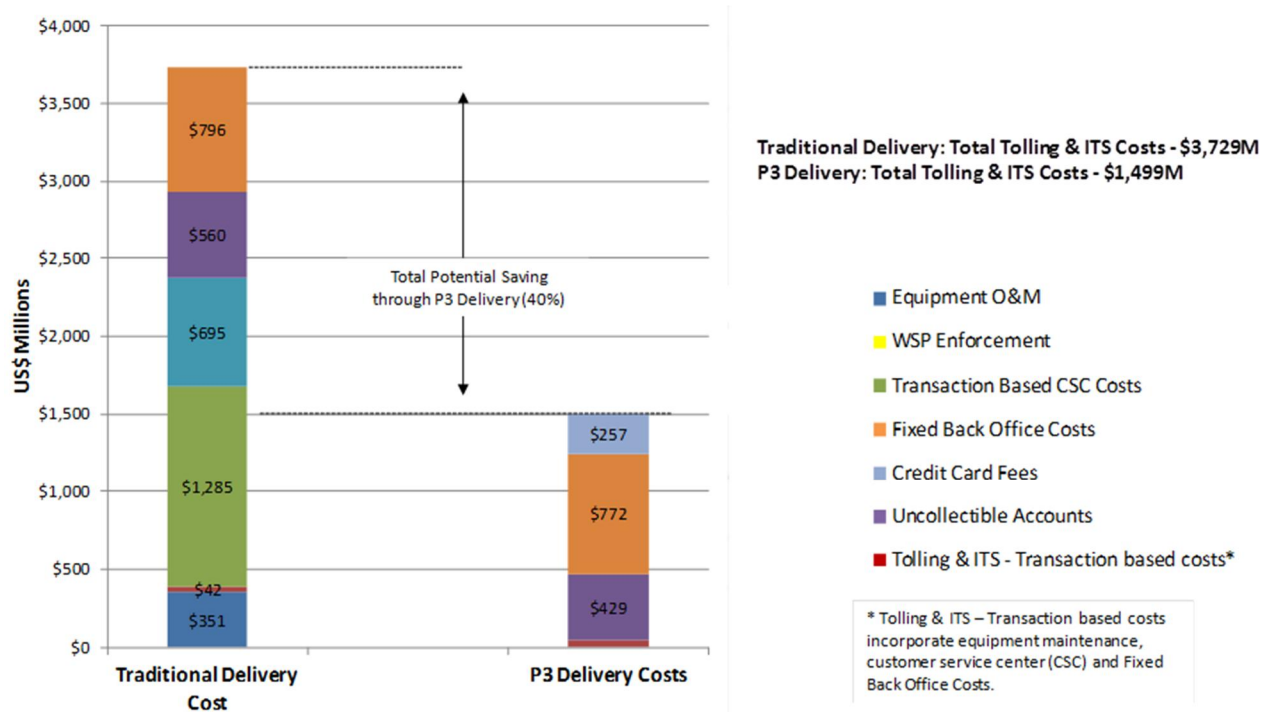 $4,000
$3,500
$3,000
$2,500
$2,000
$1,500
$1,000
$500
$0
US$ Millions
$796
$560
$695
$1,285
$42
$351
Traditional Delivery
Cost
Total Potential Saving
through P3 Delivery (40%)
$257
$772
$429
P3 Delivery Costs
Traditional Delivery: Total Tolling & ITS Costs - $3,729M
P3 Delivery: Total Tolling & ITS Costs - $1,499M
Equipment O&M
WSP Enforcement
Transaction Based CSC Costs
Fixed Back Office Costs
Credit Card Fees
Uncollectible Accounts
Tolling & ITS - Transaction based costs*
* Tolling & ITS – Transaction based costs
incorporate equipment maintenance,
customer service center (CSC) and Fixed
Back Office Costs.